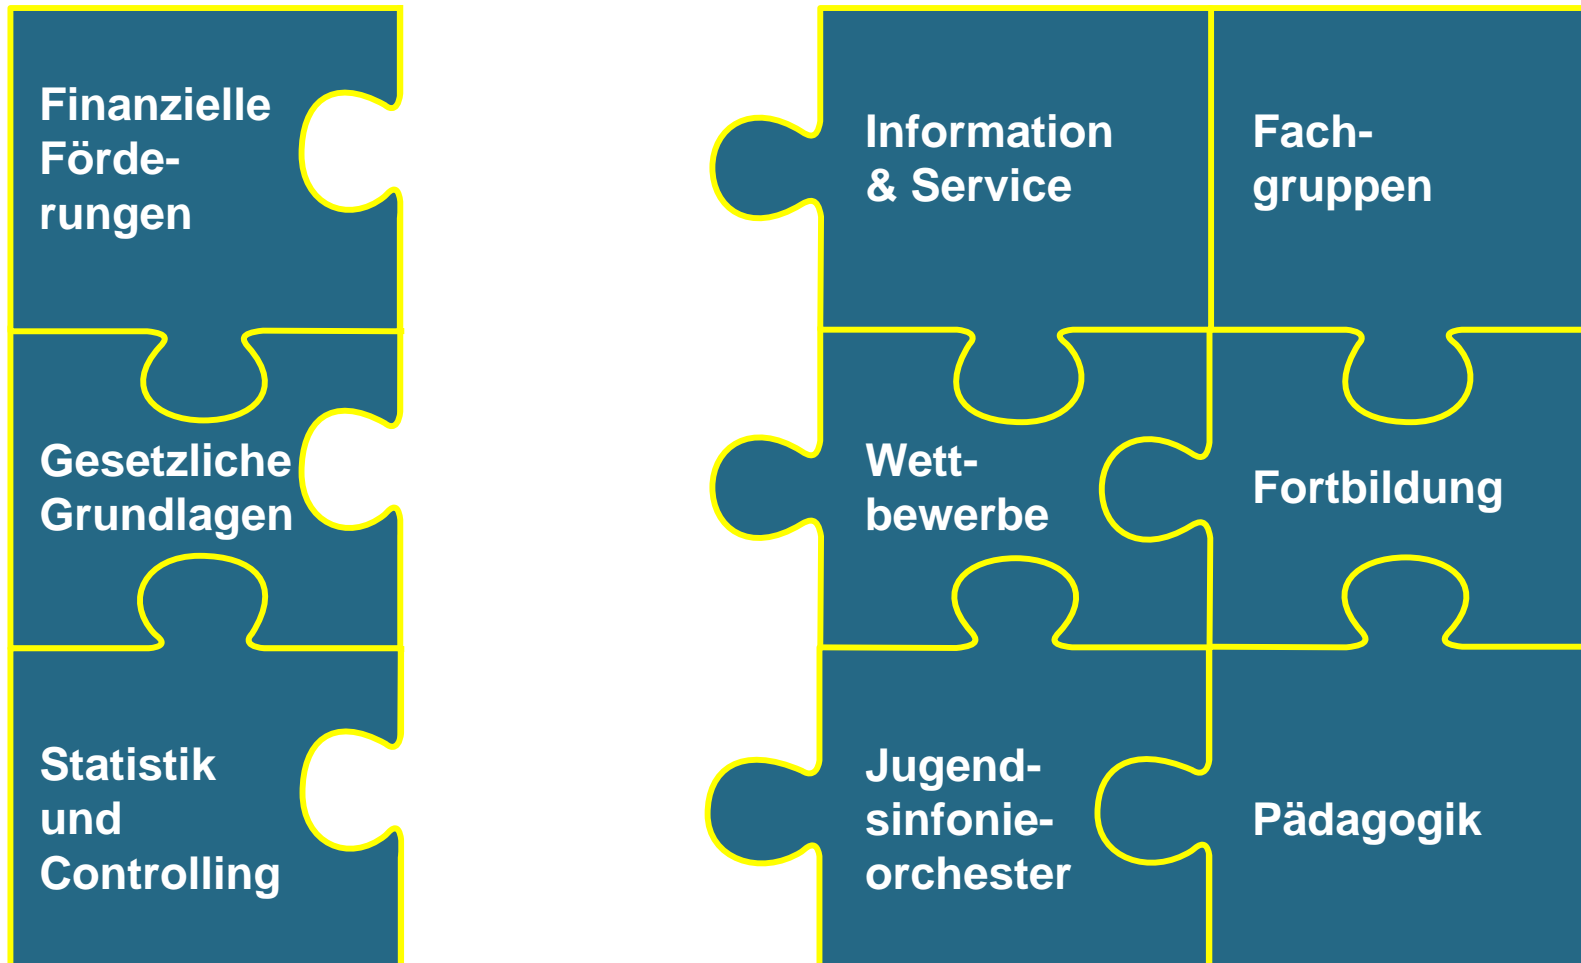 Finanzielle
Förde-
rungen
Information
& Service
Fach-
gruppen
Gesetzliche
Grundlagen
Wett-
bewerbe
Fortbildung
Statistik
und
Controlling
Jugend-
sinfonie-
orchester
Pädagogik